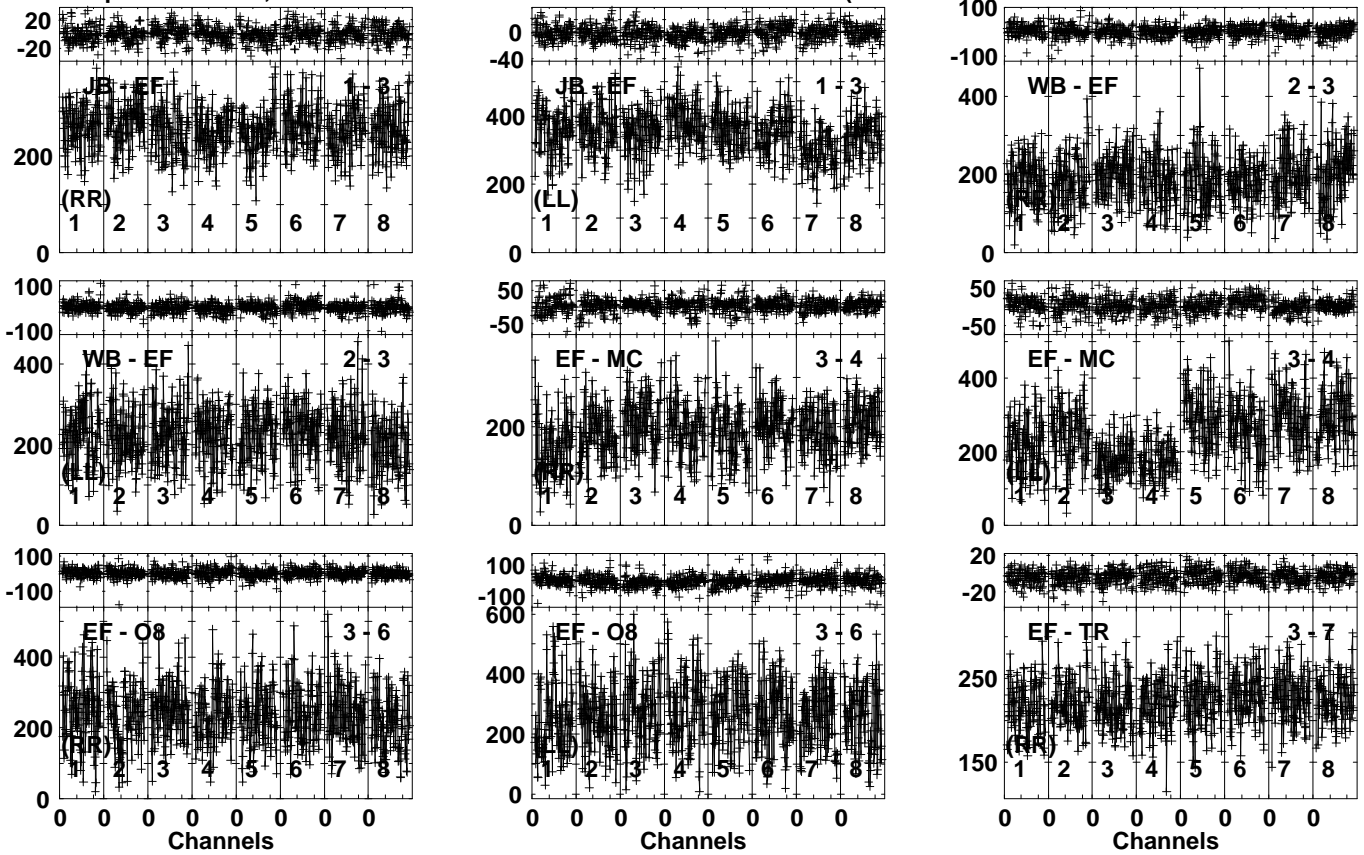 20 0 100
-20 -40 -100
JB - EF 1 - 3 JB - EF 1 - 3 WB - EF 2 - 3
400 400
200 200 200
(RR) (LL)
1 2 3 4 5 6 7 8 1 2 3 4 5 6 7 8 1 2 3 4 5 6 7 8
0 0 0
100 50 50
-100 -50 -50
WB - EF 2 - 3 EF - MC 3 - 4 EF - MC 3 - 4
400 400
200 200 200
(LL) (RR) (LL)
1 2 3 4 5 6 7 8 1 2 3 4 5 6 7 8 1 2 3 4 5 6 7 8
0 0 0
100 100 20
-100 -100 -20
600
EF - O8 3 - 6 EF - O8 3 - 6 EF - TR 3 - 7
400 400 250
200 200
(RR) (LL) (RR)
1 2 3 4 5 6 7 8 1 2 3 4 5 6 7 8 1 2 3 4 5 6 7 8
150
0 0
0 0 0 0 0 0 0 0 0 0 0 0 0 0 0 0 0 0 0 0 0 0 0 0
Channels Channels Channels